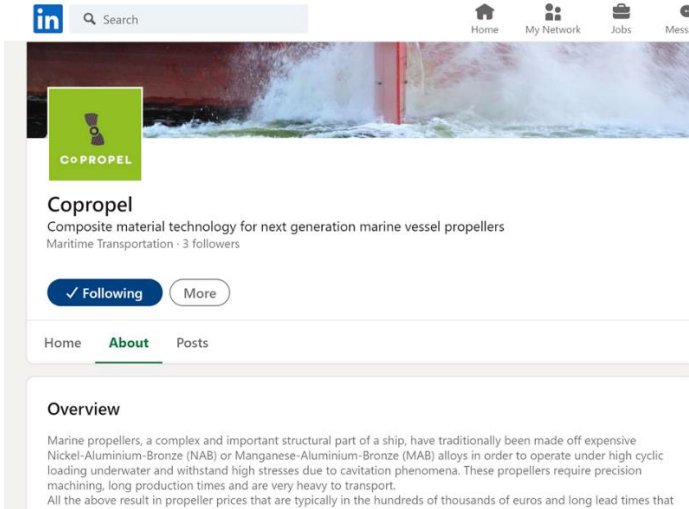 in
Search
Home
My Network
Jobs
Mess
COPROPEL
Copropel
Composite material technology for next generation marine vessel propellers
Maritime Transportation · 3 followers
✓ Following
More
Home
About
Posts
Overview
Marine propellers, a complex and important structural part of a ship, have traditionally been made off expensive
Nickel-Aluminium-Bronze (NAB) or Manganese-Aluminium-Bronze (MAB) alloys in order to operate under high cyclic
loading underwater and withstand high stresses due to cavitation phenomena. These propellers require precision
machining, long production times and are very heavy to transport.
All the above result in propeller prices that are typically in the hundreds of thousands of euros and long lead times that